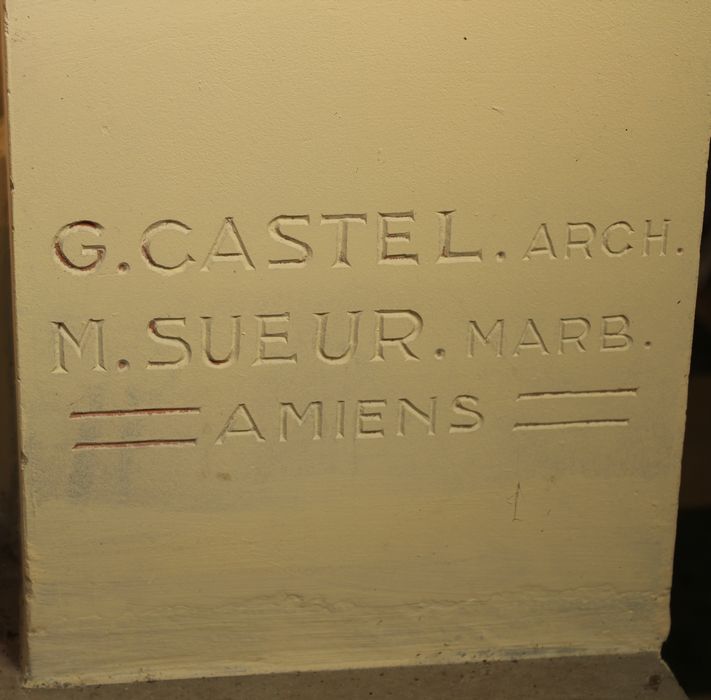 G. CASTEL. ARCH.
M. SUEUR. MARB.
AMIENS